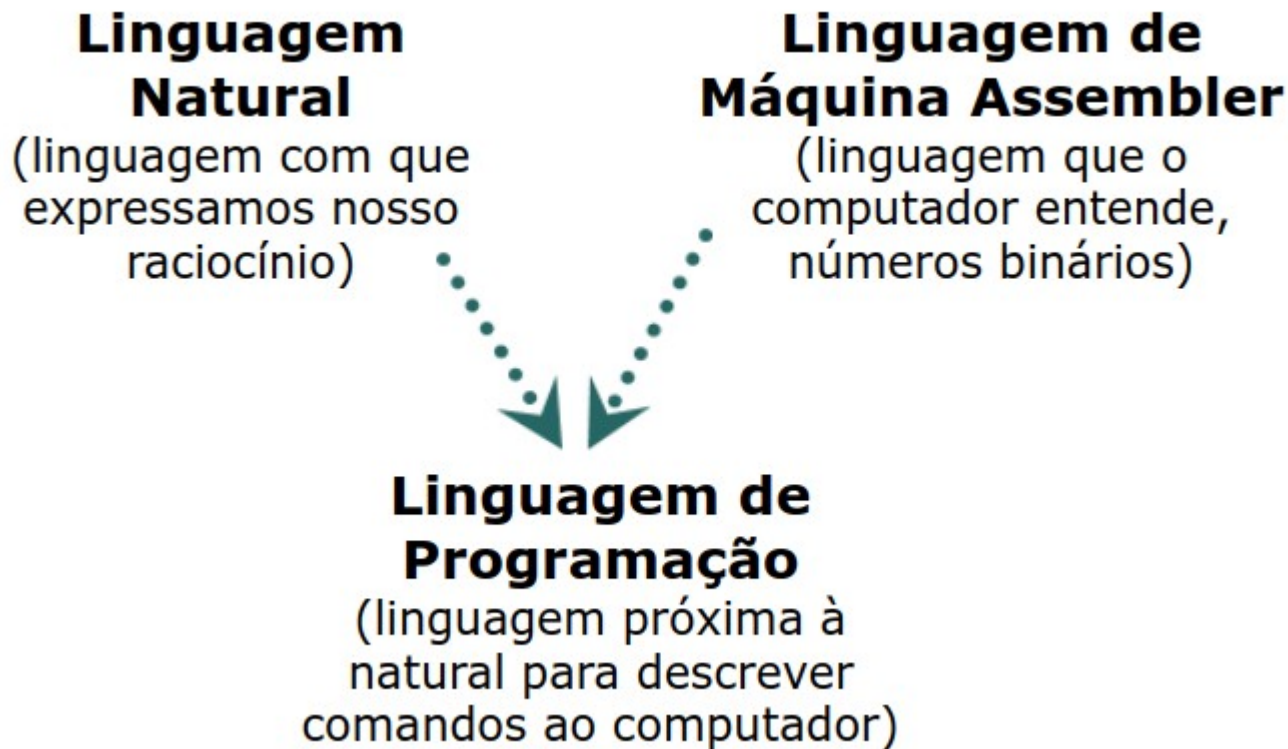 Linguagem
Natural
(linguagem com que
expressamos nosso
raciocínio)
Linguagem de
Máquina Assembler
(linguagem que o
computador entende,
números binários)
Linguagem de
Programação
(linguagem próxima à
natural para descrever
comandos ao computador)